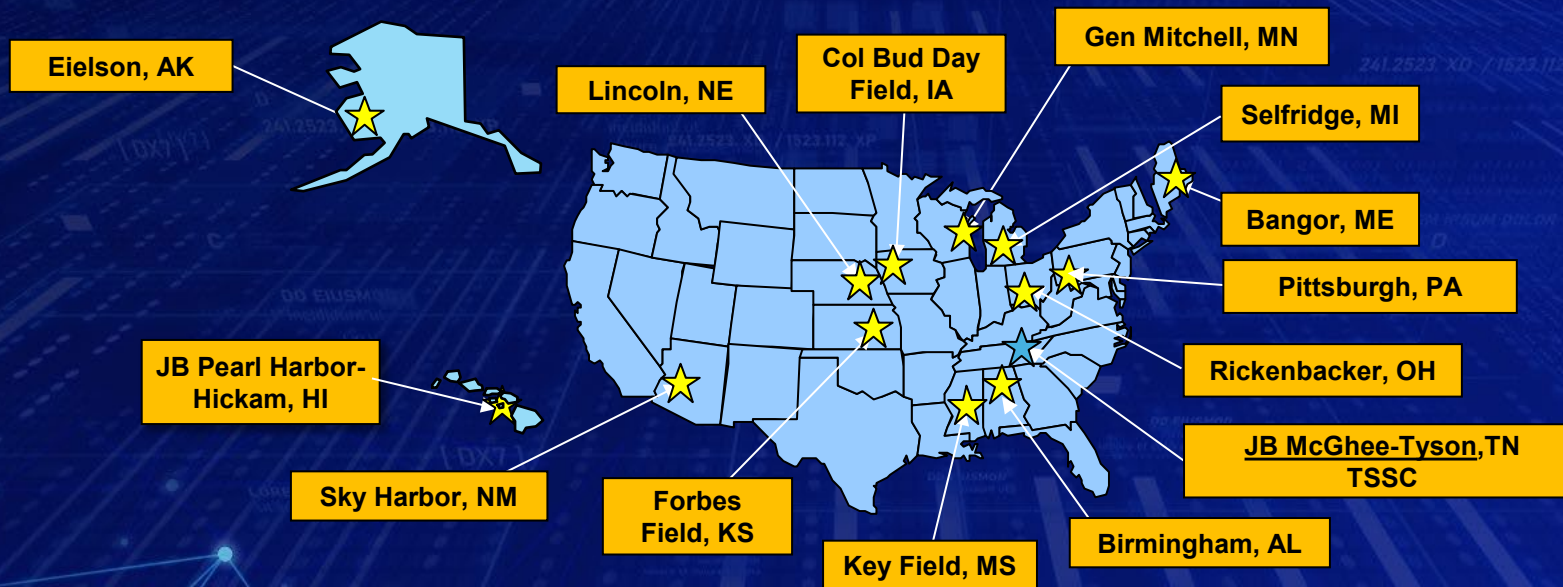 Eielson, AK
Lincoln, NE
Col Bud Day
Field, IA
Gen Mitchell, MN
Selfridge, MI
Bangor, ME
Pittsburgh, PA
Rickenbacker, OH
JB McGhee-Tyson,TN
TSSC
Birmingham, AL
Key Field, MS
Forbes
Field, KS
Sky Harbor, NM
JB Pearl Harbor-
Hickam, HI